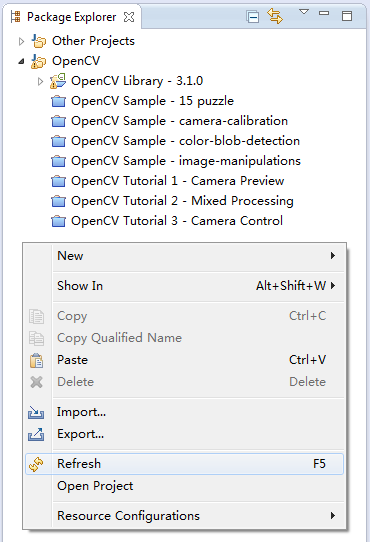 Package Explorer
Other Projects
OpenCV
OpenCV Library - 3.1.0
OpenCV Sample - 15 puzzle
OpenCV Sample - camera-calibration
OpenCV Sample - color-blob-detection
OpenCV Sample - image-manipulations
OpenCV Tutorial 1 - Camera Preview
OpenCV Tutorial 2 - Mixed Processing
OpenCV Tutorial 3 - Camera Control
New
Show In Alt+Shift+W
Copy Ctrl+C
Copy Qualified Name
Paste Ctrl+V
Delete Delete
Import...
Export...
Refresh F5
Open Project
Resource Configurations